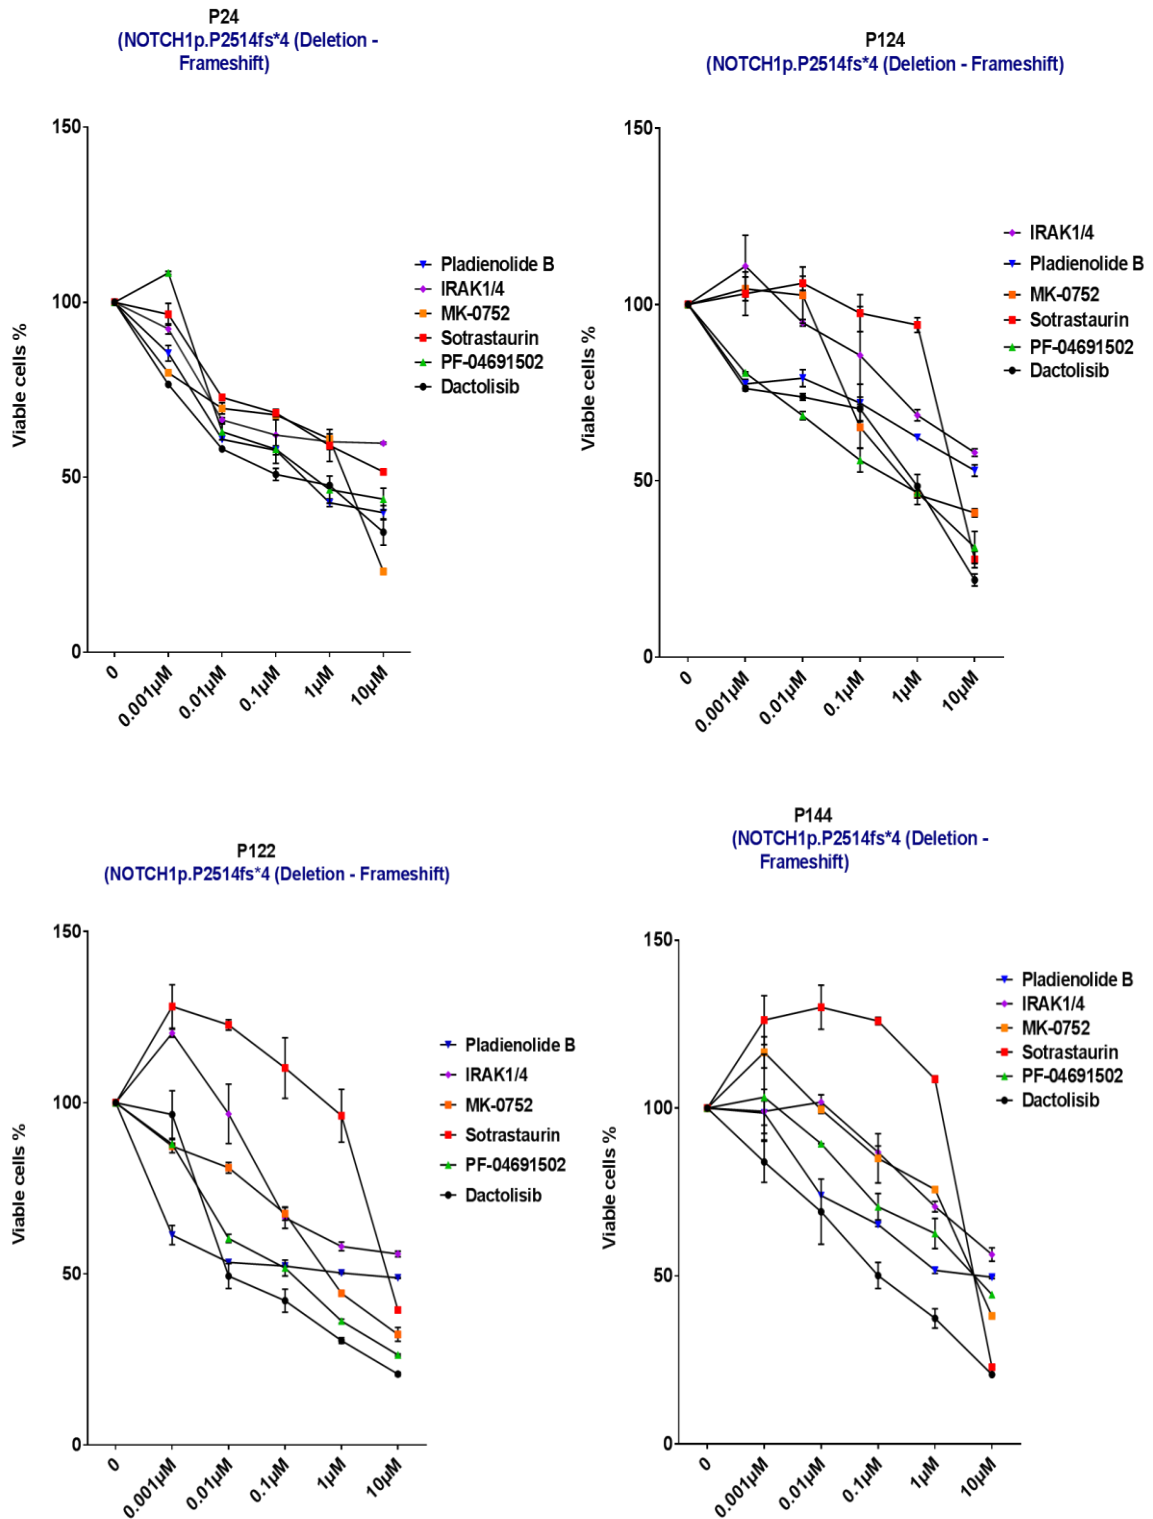 P24
(NOTCH1p.P2514fs*4 (Deletion -
Frameshift)
150
100
50
0
Viable cells %
0
0.001µM
0.01µM
0.1µM
1µM
10µM
Pladienolide B
IRAK1/4
MK-0752
Sotrastaurin
PF-04691502
Dactolisib
P124
(NOTCH1p.P2514fs*4 (Deletion - Frameshift)
150
100
50
0
Viable cells %
0
0.001µM
0.01µM
0.1µM
1µM
10µM
IRAK1/4
Pladienolide B
MK-0752
Sotrastaurin
PF-04691502
Dactolisib
P122
(NOTCH1p.P2514fs*4 (Deletion - Frameshift)
150
100
50
0
Viable cells %
0
0.001µM
0.01µM
0.1µM
1µM
10µM
Pladienolide B
IRAK1/4
MK-0752
Sotrastaurin
PF-04691502
Dactolisib
P144
(NOTCH1p.P2514fs*4 (Deletion -
Frameshift)
150
100
50
0
Viable cells %
0
0.001µM
0.01µM
0.1µM
1µM
10µM
Pladienolide B
IRAK1/4
MK-0752
Sotrastaurin
PF-04691502
Dactolisib